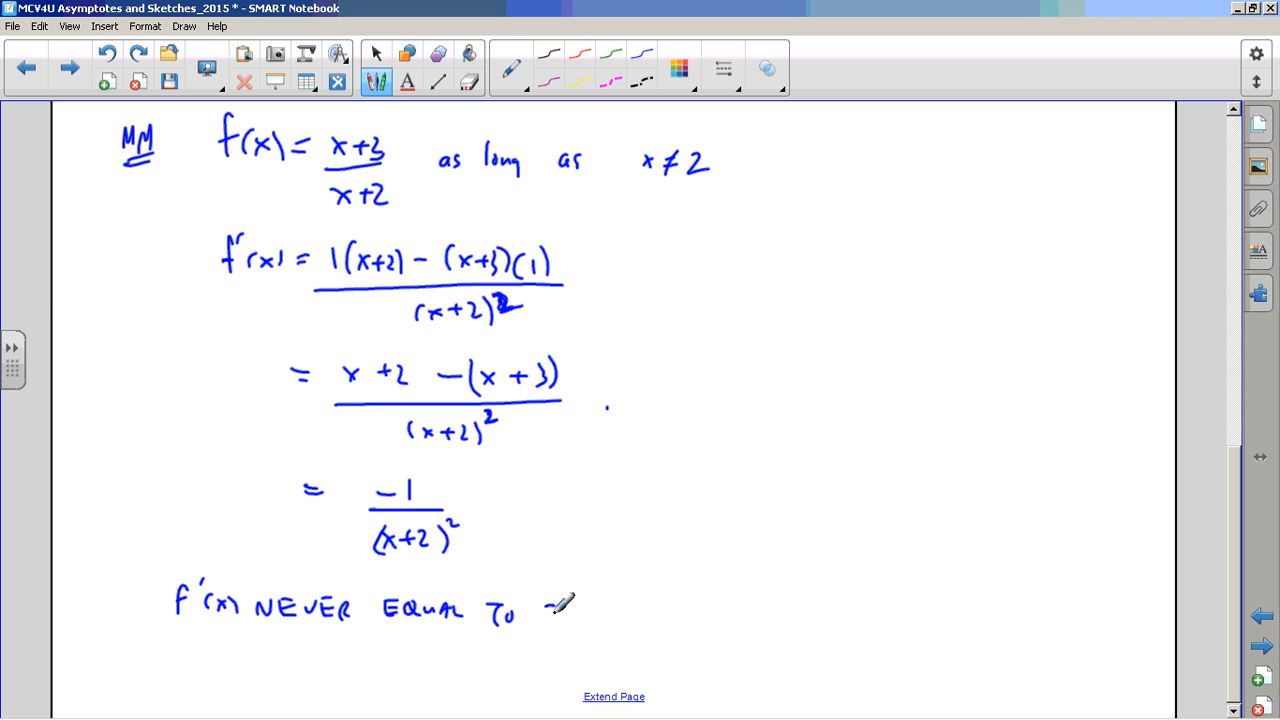 MCV4U Asymptotes and Sketches_2015 * - SMART Notebook
File Edit View Insert Format Draw Help
MM f(x) = x+3 as long as x ≠ 2
x+2
f'(x) = 1(x+2) - (x+3)(1)
(x+2)²
= x +2 -(x + 3)
(x+2)²
= -1
(x+2)²
f'(x) NEVER EQUAL TO
Extend Page